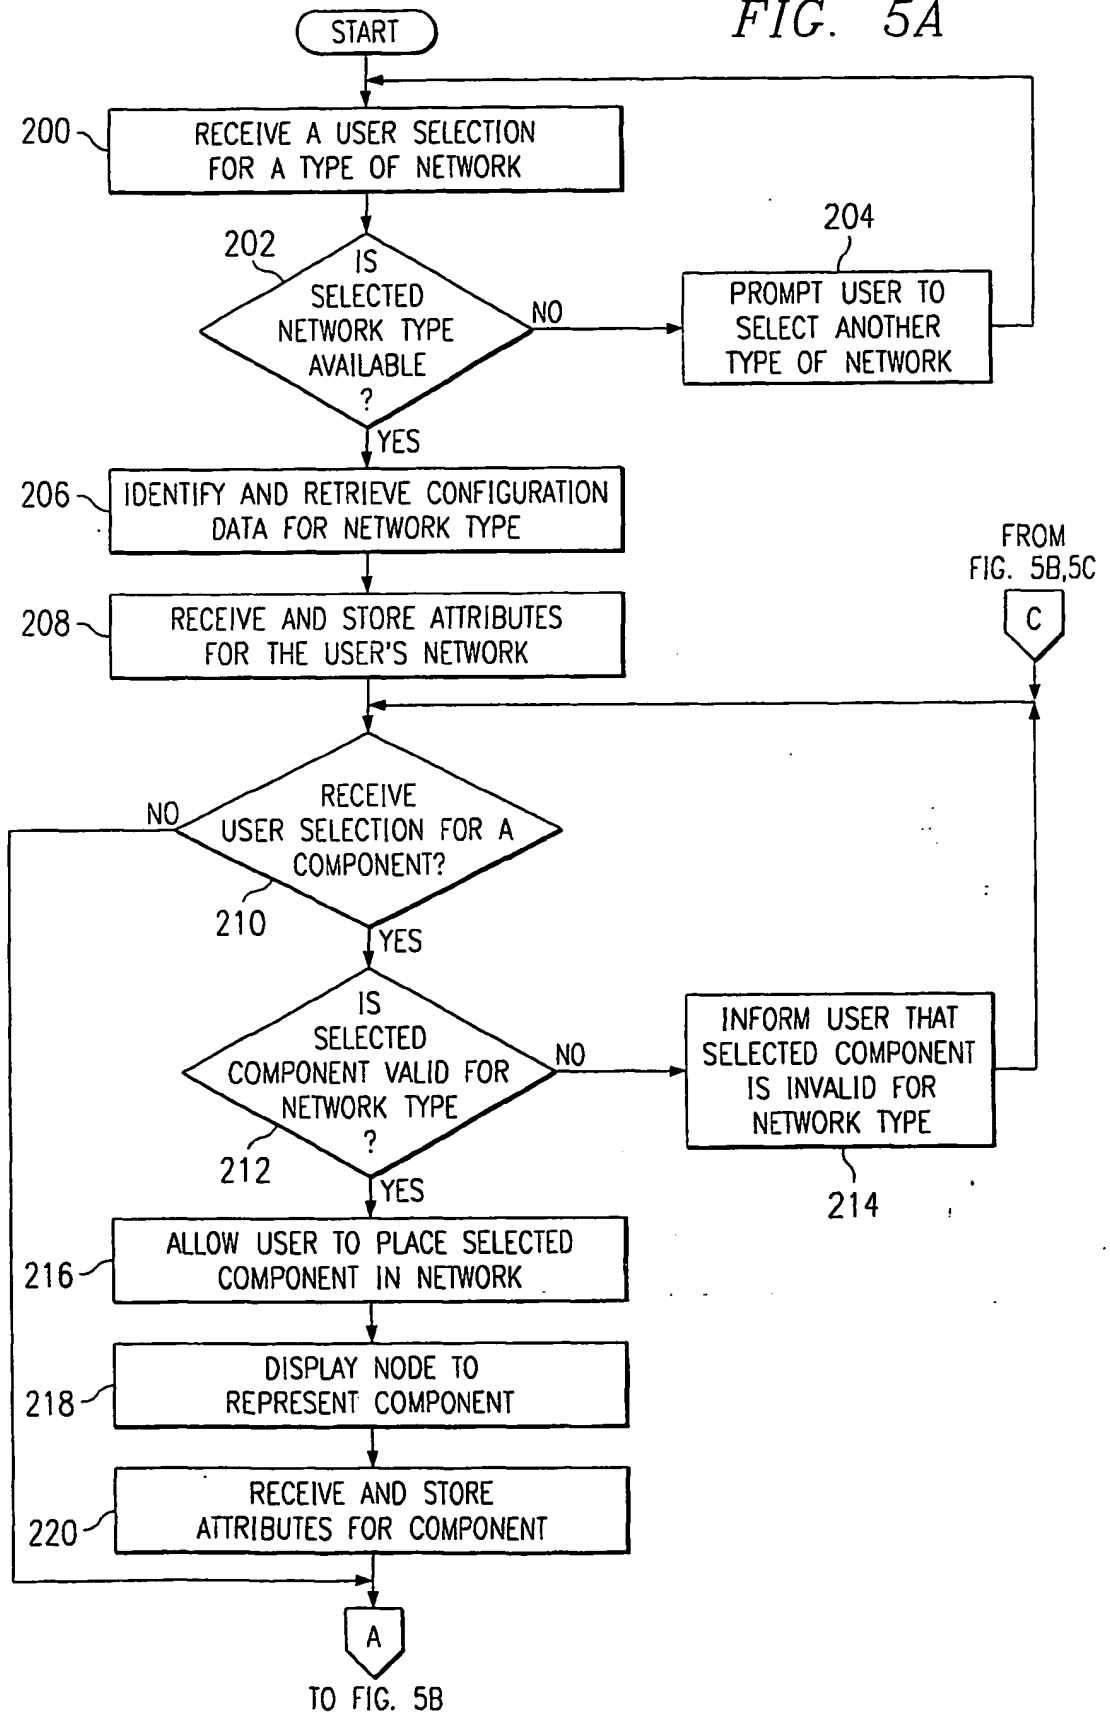 FIG. 5A
START
200
RECEIVE A USER SELECTION
FOR A TYPE OF NETWORK
202
IS
SELECTED
NETWORK TYPE
AVAILABLE
?
NO
204
PROMPT USER TO
SELECT ANOTHER
TYPE OF NETWORK
YES
206
IDENTIFY AND RETRIEVE CONFIGURATION
DATA FOR NETWORK TYPE
208
RECEIVE AND STORE ATTRIBUTES
FOR THE USER'S NETWORK
FROM
FIG. 5B,5C
C
NO
RECEIVE
USER SELECTION FOR A
COMPONENT?
210
YES
IS
SELECTED
COMPONENT VALID FOR
NETWORK TYPE
?
212
NO
INFORM USER THAT
SELECTED COMPONENT
IS INVALID FOR
NETWORK TYPE
214
YES
216
ALLOW USER TO PLACE SELECTED
COMPONENT IN NETWORK
218
DISPLAY NODE TO
REPRESENT COMPONENT
220
RECEIVE AND STORE
ATTRIBUTES FOR COMPONENT
A
TO FIG. 5B